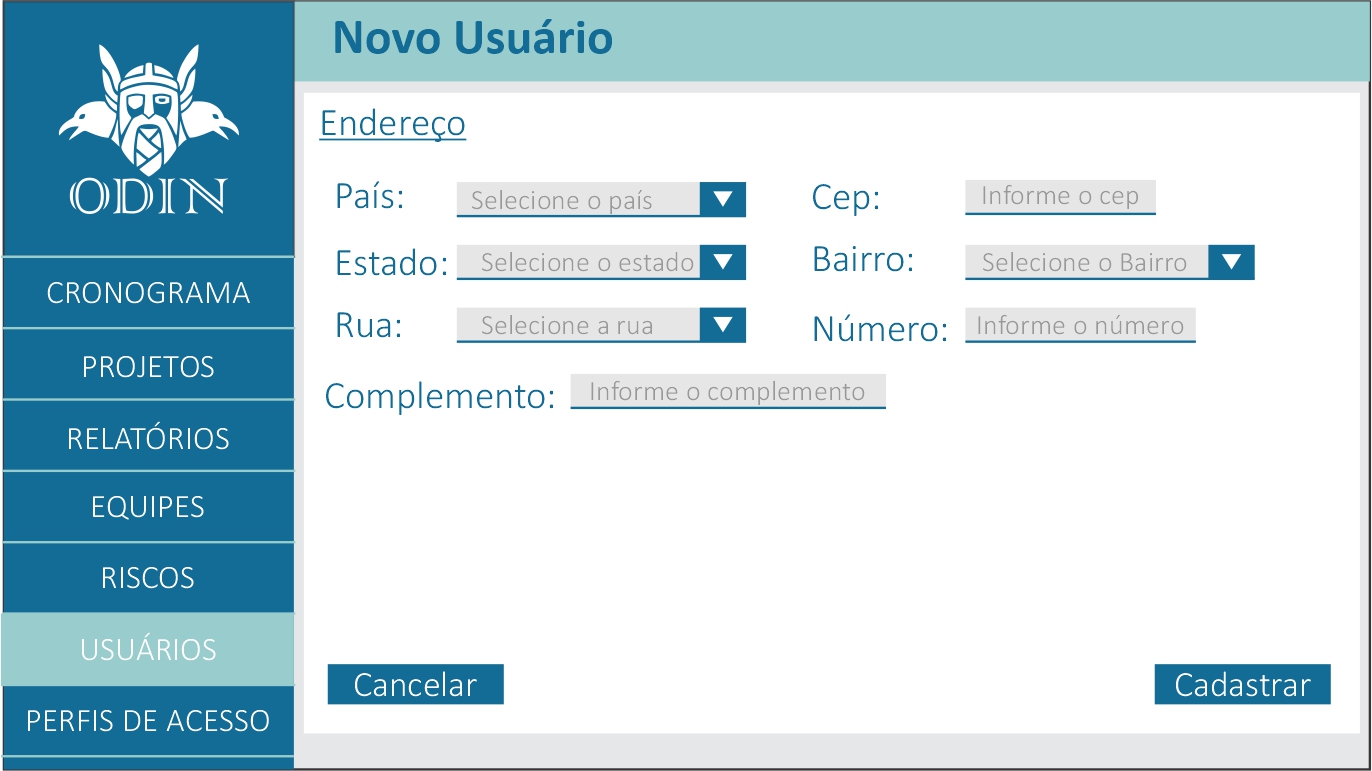 ODIN
CRONOGRAMA
PROJETOS
RELATÓRIOS
EQUIPES
RISCOS
USUÁRIOS
PERFIS DE ACESSO
Novo Usuário
Endereço
País: Selecione o país Cep: Informe o cep
Estado: Selecione o estado Bairro: Selecione o Bairro
Rua: Selecione a rua Número: Informe o número
Complemento: Informe o complemento
Cancelar Cadastrar